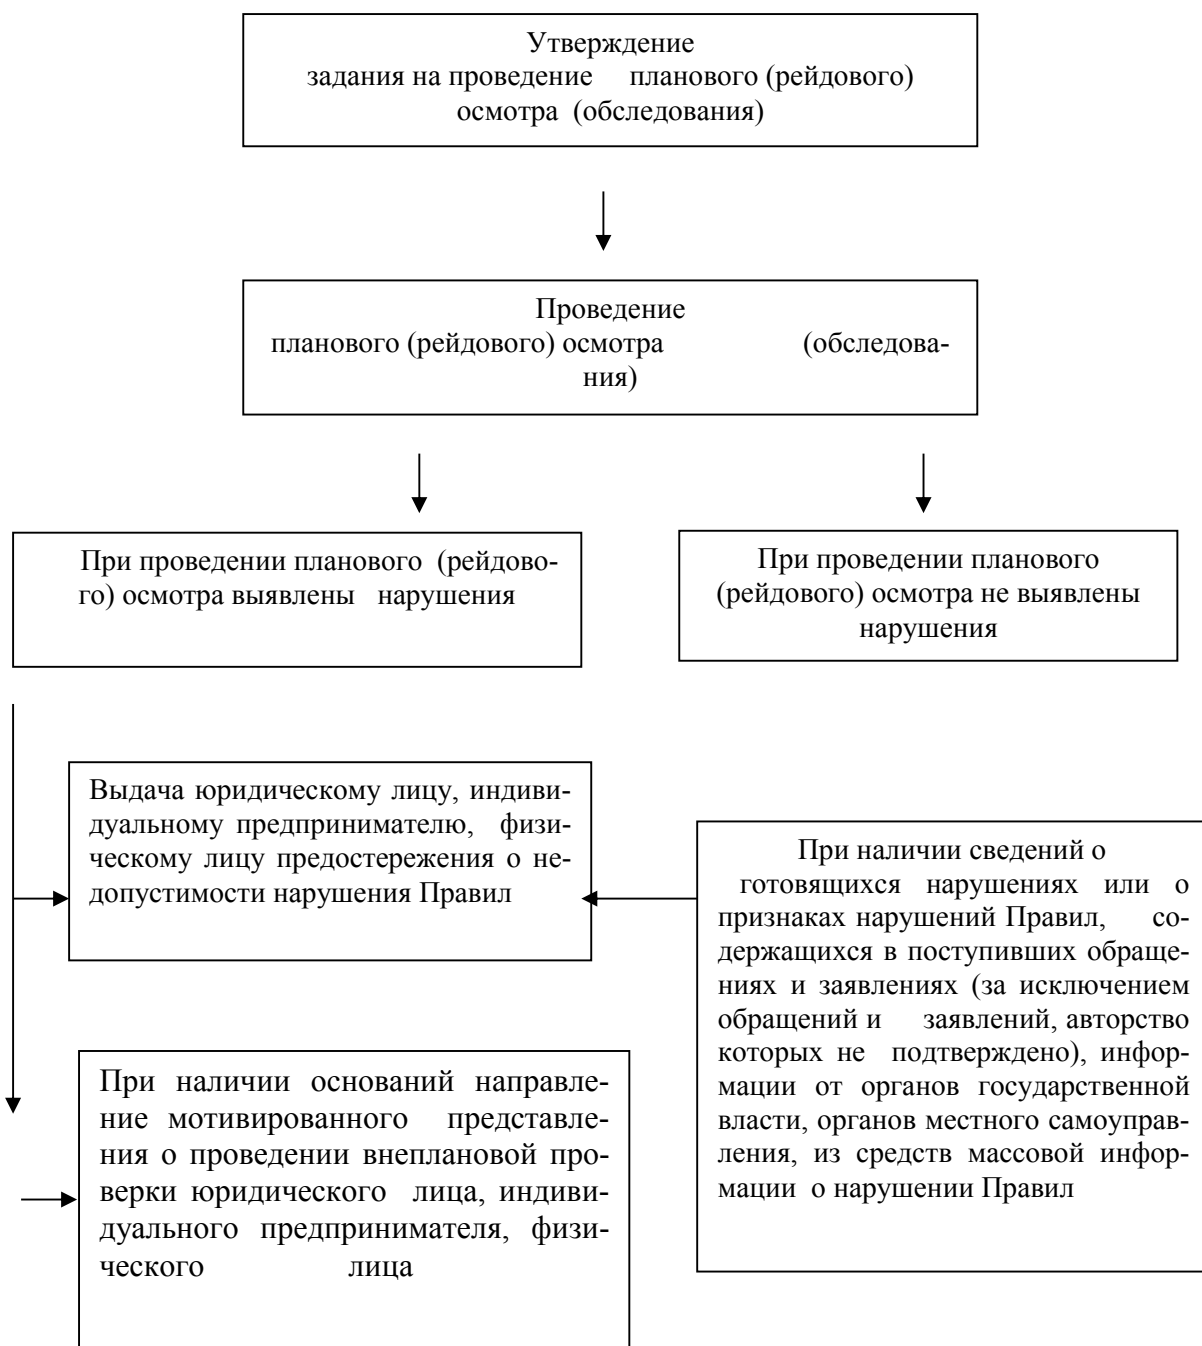 Утверждение
задания на проведение планового (рейдового)
осмотра (обследования)
Проведение
планового (рейдового) осмотра (обследова-
ния)
При проведении планового (рейдово-
го) осмотра выявлены нарушения
При проведении планового
(рейдового) осмотра не выявлены
нарушения
Выдача юридическому лицу, индиви-
дуальному предпринимателю, физи-
ческому лицу предостережения о не-
допустимости нарушения Правил
При наличии сведений о
готовящихся нарушениях или о
признаках нарушений Правил, со-
держащихся в поступивших обраще-
ниях и заявлениях (за исключением
обращений и заявлений, авторство
которых не подтверждено), инфор-
мации от органов государственной
власти, органов местного самоуправ-
ления, из средств массовой инфор-
мации о нарушении Правил
При наличии оснований направле-
ние мотивированного представле-
ния о проведении внеплановой про-
верки юридического лица, индиви-
дуального предпринимателя, физи-
ческого лица